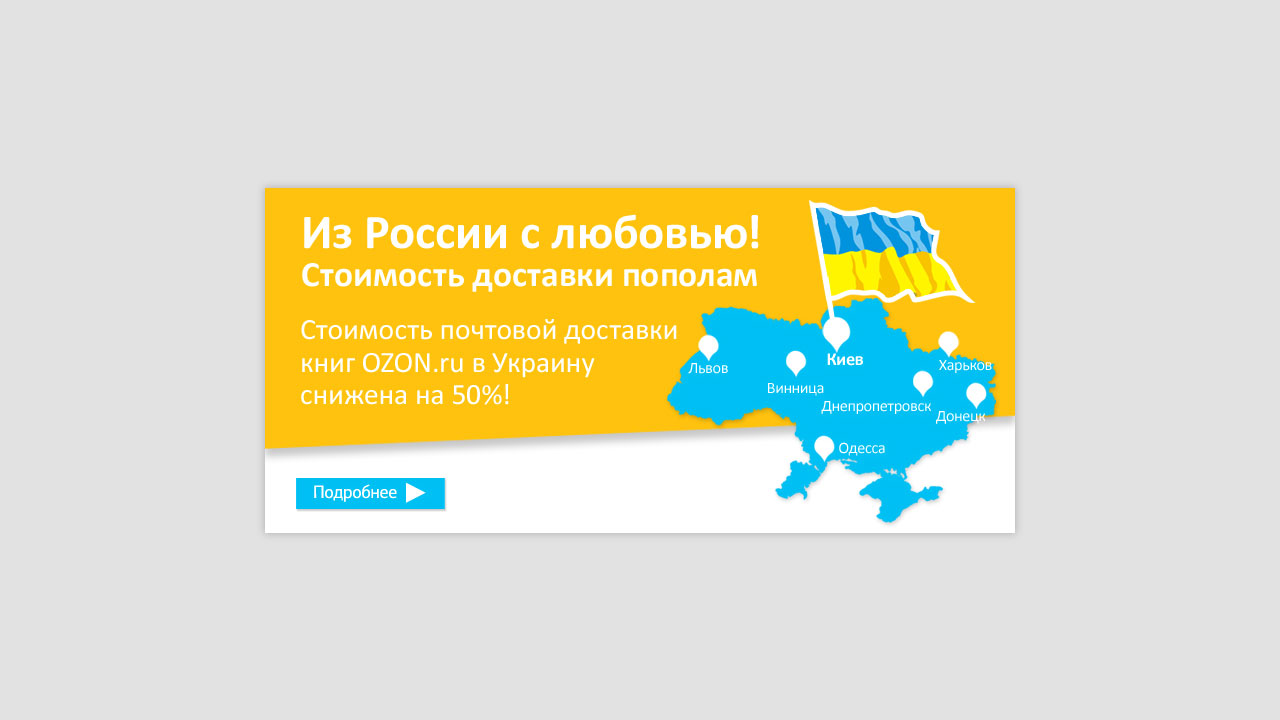 Из России с любовью!
Стоимость доставки пополам
Стоимость почтовой доставки
книг OZON.ru в Украину
снижена на 50%!
Киев
Львов
Харьков
Винница
Днепропетровск
Донецк
Одесса
Подробнее